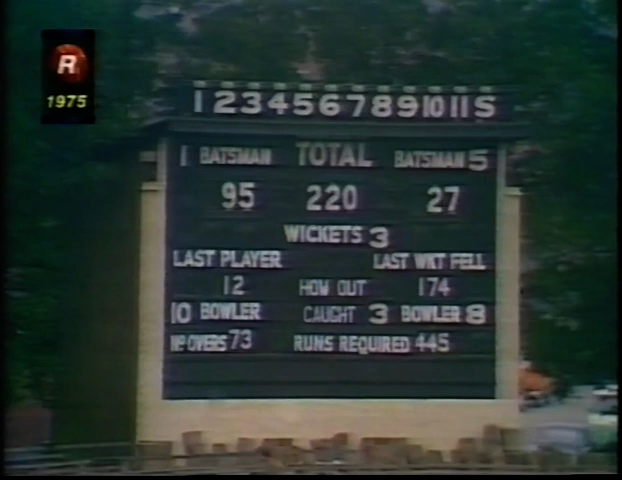 R
1975
1 2 3 4 5 6 7 8 9 10 11 S
1 BATSMAN TOTAL BATSMAN 5
95 220 27
WICKETS 3
LAST PLAYER LAST WKT FELL
12 HOW OUT 174
10 BOWLER CAUGHT 3 BOWLER 8
Nº OVERS 73 RUNS REQUIRED 445